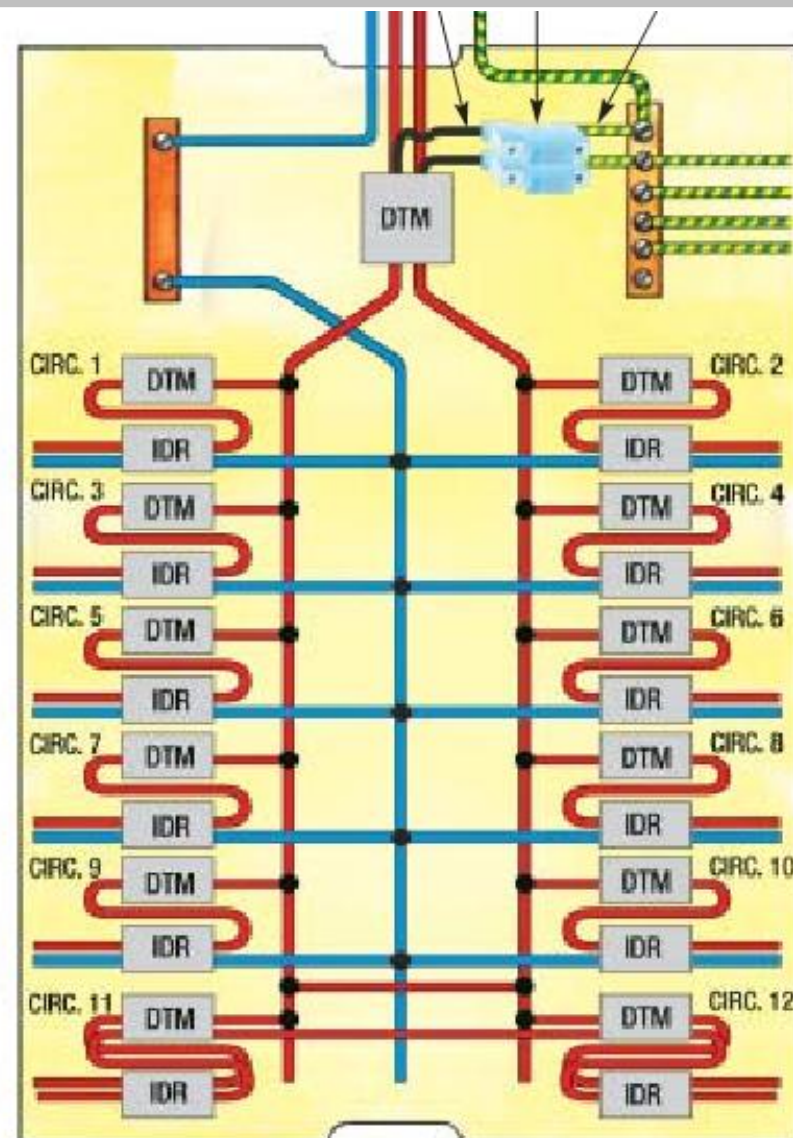 DTM
CIRC. 1
DTM
IDR
CIRC. 2
DTM
IDR
CIRC. 3
DTM
IDR
CIRC. 4
DTM
IDR
CIRC. 5
DTM
IDR
CIRC. 6
DTM
IDR
CIRC. 7
DTM
IDR
CIRC. 8
DTM
IDR
CIRC. 9
DTM
IDR
CIRC. 10
DTM
IDR
CIRC. 11
DTM
IDR
CIRC. 12
DTM
IDR